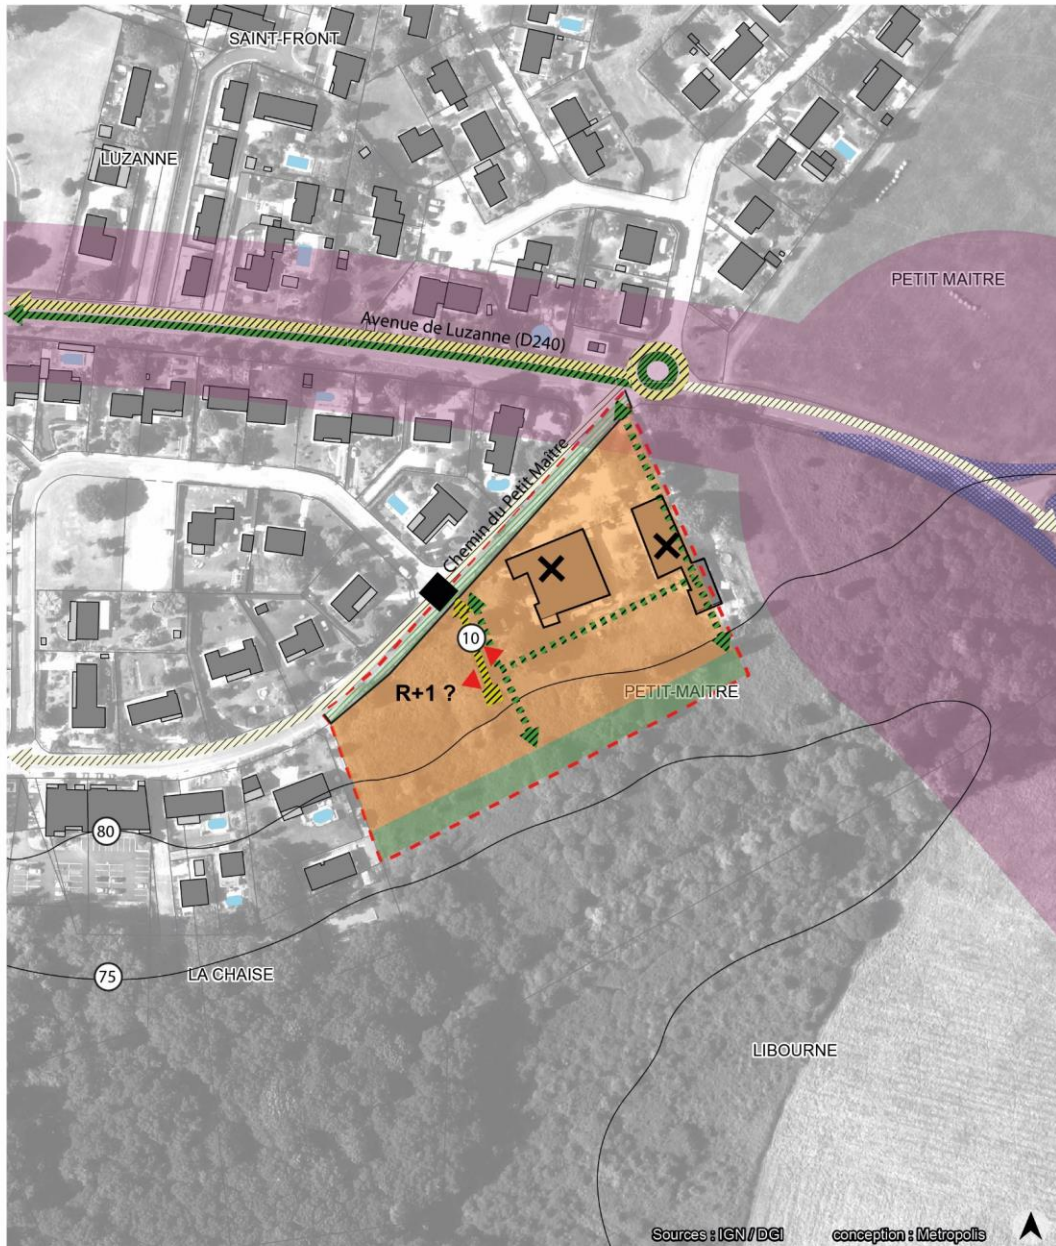 SAINT-FRONT
LUZANNE
PETIT MAITRE
Avenue de Luzanne (D240)
Chemin du Petit Maître
10
R+1 ?
PETIT-MAITRE
80
75
LA CHAISE
LIBOURNE
Sources : IGN / DGI conception : Metropolis